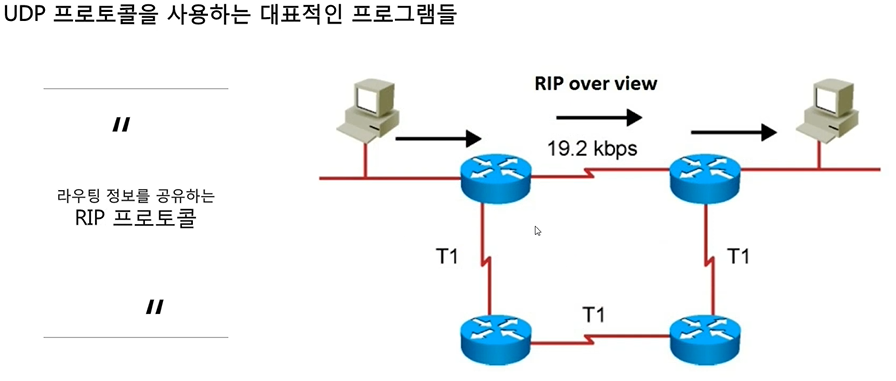 UDP 프로토콜을 사용하는 대표적인 프로그램들
"
라우팅 정보를 공유하는
RIP 프로토콜
"
RIP over view
19.2 kbps
T1
T1
T1